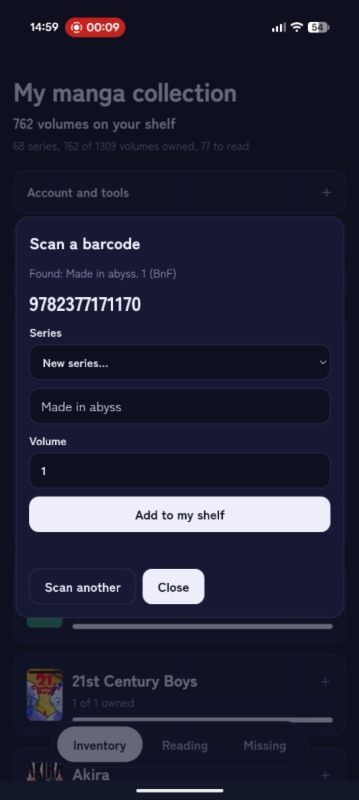 14:59
00:09
54
My manga collection
762 volumes on your shelf
68 series, 762 of 1309 volumes owned, 77 to read
Account and tools +
Scan a barcode
Found: Made in abyss. 1 (BnF)
9782377171170
Series
New series...
Made in abyss
Volume
1
Add to my shelf
Scan another
Close
21st Century Boys +
1 of 1 owned
Inventory
Reading
Missing
Akira +